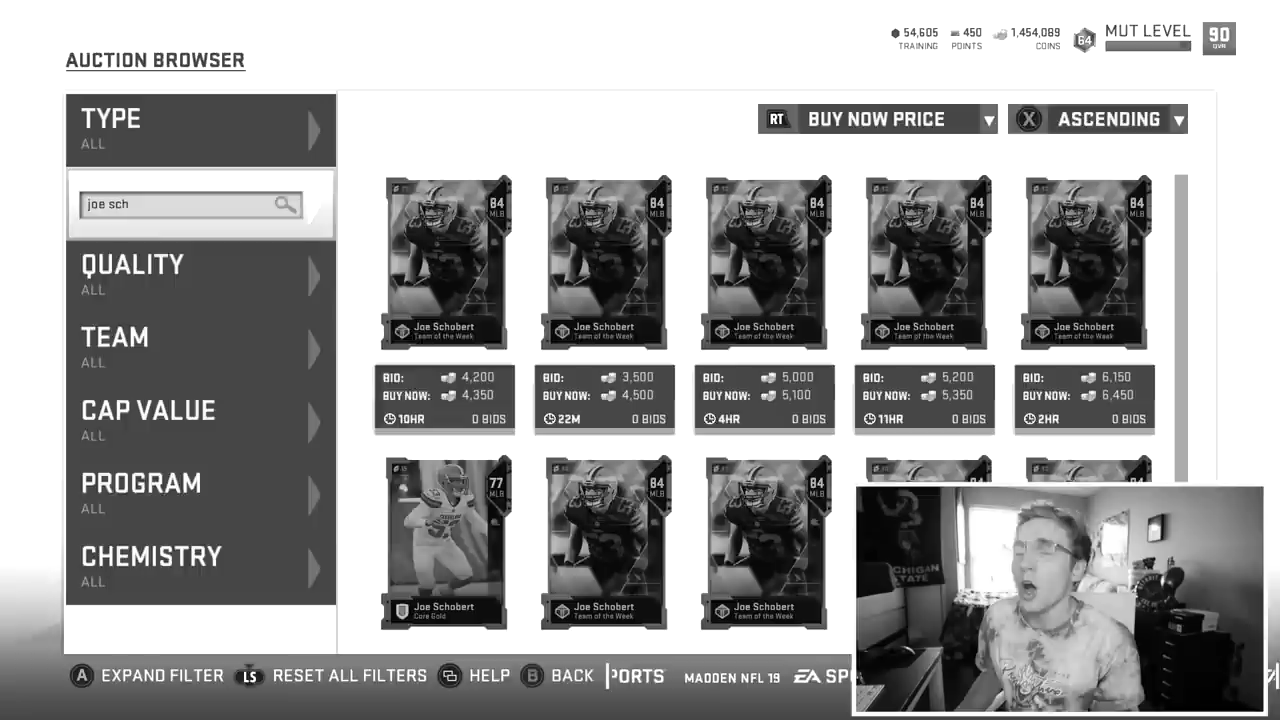 AUCTION BROWSER
54,605
TRAINING
450
POINTS
1,454,089
COINS
64
MUT LEVEL
90
OVR
TYPE
ALL
joe sch
QUALITY
ALL
TEAM
ALL
CAP VALUE
ALL
PROGRAM
ALL
CHEMISTRY
ALL
RT BUY NOW PRICE
X ASCENDING
84
MLB
Joe Schobert
Team of the Week
BID: 4,200
BUY NOW: 4,350
10HR 0 BIDS
84
MLB
Joe Schobert
Team of the Week
BID: 3,500
BUY NOW: 4,500
22M 0 BIDS
84
MLB
Joe Schobert
Team of the Week
BID: 5,000
BUY NOW: 5,100
4HR 0 BIDS
84
MLB
Joe Schobert
Team of the Week
BID: 5,200
BUY NOW: 5,350
11HR 0 BIDS
84
MLB
Joe Schobert
Team of the Week
BID: 6,150
BUY NOW: 6,450
2HR 0 BIDS
77
MLB
Joe Schobert
Core Gold
84
MLB
Joe Schobert
Team of the Week
84
MLB
Joe Schobert
Team of the Week
CHIGAN
STATE
A EXPAND FILTER LS RESET ALL FILTERS HELP B BACK PORTS MADDEN NFL 19 EA SPO